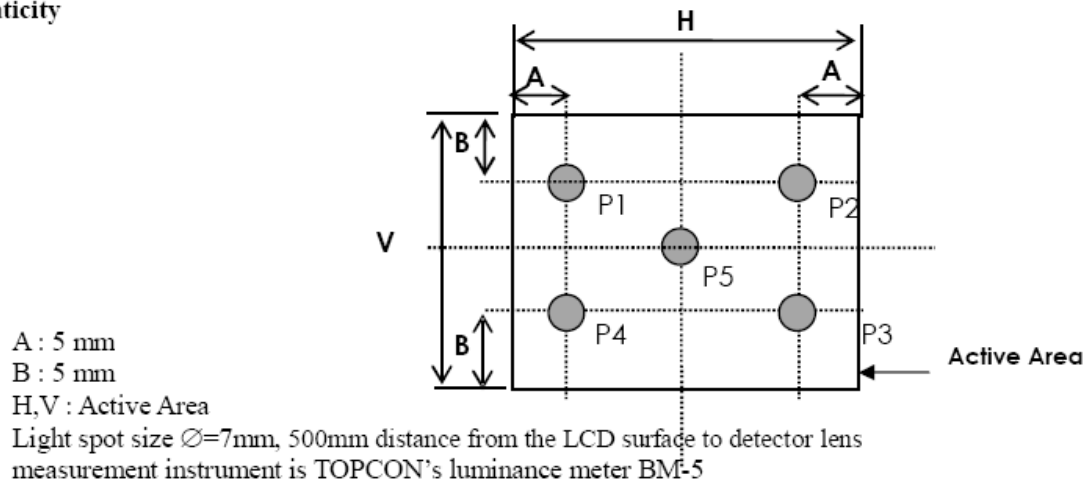 H
A
A
B
P1
P2
V
P5
B
P4
P3
Active Area
A : 5 mm
B : 5 mm
H,V : Active Area
Light spot size ∅=7mm, 500mm distance from the LCD surface to detector lens
measurement instrument is TOPCON's luminance meter BM-5